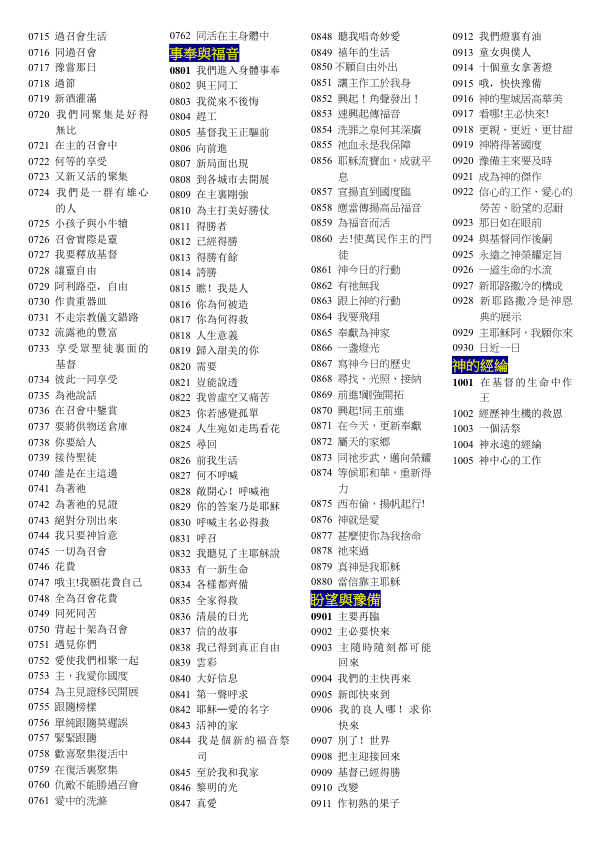 0715 過召會生活
0716 同過召會
0717 豫嘗那日
0718 過節
0719 新酒灌滿
0720 我們同聚集是好得
無比
0721 在主的召會中
0722 何等的享受
0723 又新又活的聚集
0724 我們是一群有雄心
的人
0725 小孩子與小牛犢
0726 召會實際是靈
0727 我要釋放基督
0728 讓靈自由
0729 阿利路亞，自由
0730 作貴重器皿
0731 不走宗教儀文錯路
0732 流露祂的豐富
0733 享受眾聖徒裏面的
基督
0734 彼此一同享受
0735 為祂說話
0736 在召會中鑒賞
0737 要將供物送倉庫
0738 你要給人
0739 接待聖徒
0740 誰是在主這邊
0741 為著祂
0742 為著祂的見證
0743 絕對分別出來
0744 我只要神旨意
0745 一切為召會
0746 花費
0747 哦主!我願花費自己
0748 全為召會花費
0749 同死同苦
0750 背起十架為召會
0751 遇見你們
0752 愛使我們相聚一起
0753 主，我愛你國度
0754 為主見證移民開展
0755 跟隨榜樣
0756 單純跟隨莫遲誤
0757 緊緊跟隨
0758 歡喜聚集復活中
0759 在復活裏聚集
0760 仇敵不能勝過召會
0761 愛中的洗滌
0762 同活在主身體中
事奉與福音
0801 我們進入身體事奉
0802 與王同工
0803 我從來不後悔
0804 趕工
0805 基督我王正驅前
0806 向前進
0807 新局面出現
0808 到各城市去開展
0809 在主裏剛強
0810 為主打美好勝仗
0811 得勝者
0812 已經得勝
0813 得勝有餘
0814 誇勝
0815 瞧！我是人
0816 你為何被造
0817 你為何得救
0818 人生意義
0819 歸入甜美的你
0820 需要
0821 豈能說透
0822 我曾虛空又痛苦
0823 你若感覺孤單
0824 人生宛如走馬看花
0825 尋回
0826 前我生活
0827 何不呼喊
0828 敞開心！呼喊祂
0829 你的答案乃是耶穌
0830 呼喊主名必得救
0831 呼召
0832 我聽見了主耶穌說
0833 有一新生命
0834 各樣都齊備
0835 全家得救
0836 清晨的日光
0837 信的故事
0838 我已得到真正自由
0839 雲彩
0840 大好信息
0841 第一聲呼求
0842 耶穌─愛的名字
0843 活神的家
0844 我是個新約福音祭
司
0845 至於我和我家
0846 黎明的光
0847 真愛
0848 聽我唱奇妙愛
0849 禧年的生活
0850 不願自由外出
0851 讓主作工於我身
0852 興起！角聲發出！
0853 速興起傳福音
0854 洗罪之泉何其深廣
0855 祂血永是我保障
0856 耶穌流寶血，成就平
息
0857 宣揚直到國度臨
0858 應當傳揚高品福音
0859 為福音而活
0860 去!使萬民作主的門
徒
0861 神今日的行動
0862 有祂無我
0863 跟上神的行動
0864 我要飛翔
0865 奉獻為神家
0866 一盞燈光
0867 寫神今日的歷史
0868 尋找、光照、接納
0869 前進!剛強開拓
0870 興起!同主前進
0871 在今天、更新奉獻
0872 屬天的家鄉
0873 同祂步武，邁向榮耀
0874 等候耶和華，重新得
力
0875 西布倫，揚帆起行!
0876 神就是愛
0877 甚麼使你為我捨命
0878 祂來過
0879 真神是我耶穌
0880 當信靠主耶穌
盼望與豫備
0901 主要再臨
0902 主必要快來
0903 主隨時隨刻都可能
回來
0904 我們的主快再來
0905 新郎快來到
0906 我的良人哪！求你
快來
0907 別了！世界
0908 把主迎接回來
0909 基督已經得勝
0910 改變
0911 作初熟的果子
0912 我們燈裏有油
0913 童女與僕人
0914 十個童女拿著燈
0915 哦，快快豫備
0916 神的聖城居高華美
0917 看哪!主必快來!
0918 更親、更近、更甘甜
0919 神將得著國度
0920 豫備主來要及時
0921 成為神的傑作
0922 信心的工作、愛心的
勞苦、盼望的忍耐
0923 那日如在眼前
0924 與基督同作後嗣
0925 永遠之神榮耀定旨
0926 一道生命的水流
0927 新耶路撒冷的構成
0928 新耶路撒冷是神恩
典的展示
0929 主耶穌阿，我願你來
0930 日近一日
神的經綸
1001 在基督的生命中作
王
1002 經歷神生機的救恩
1003 一個活祭
1004 神永遠的經綸
1005 神中心的工作